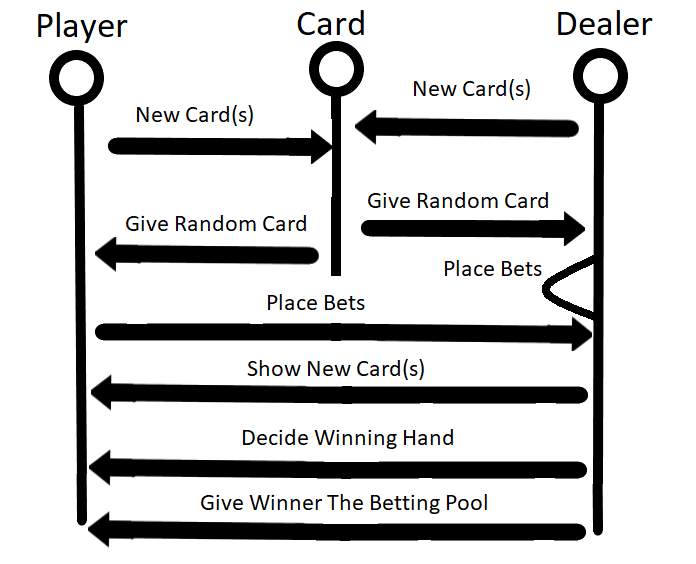 Player
Card
Dealer
New Card(s)
New Card(s)
Give Random Card
Give Random Card
Place Bets
Place Bets
Show New Card(s)
Decide Winning Hand
Give Winner The Betting Pool